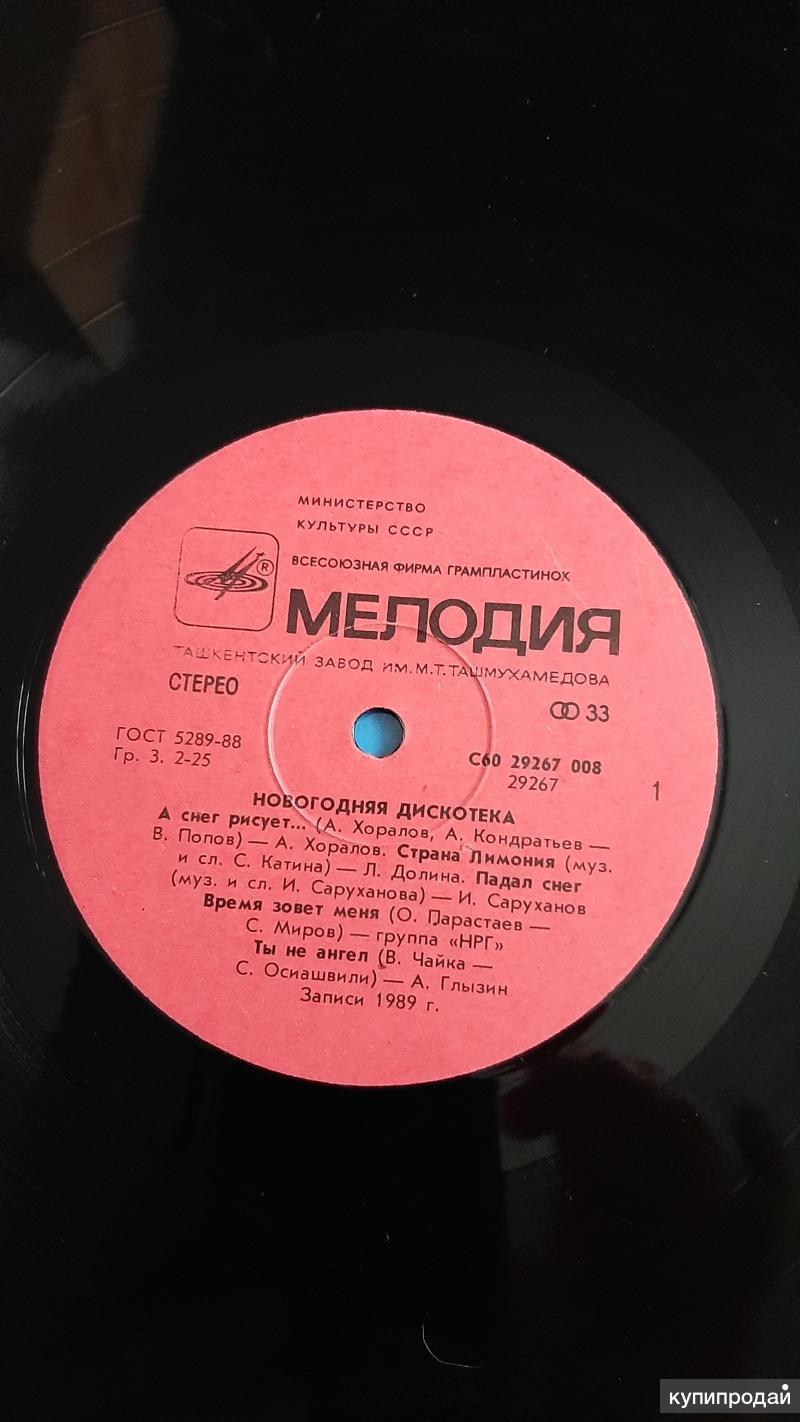 МИНИСТЕРСТВО
КУЛЬТУРЫ СССР
ВСЕСОЮЗНАЯ ФИРМА ГРАМПЛАСТИНОК
®
МЕЛОДИЯ
ТАШКЕНТСКИЙ ЗАВОД ИМ. М. Т. ТАШМУХАМЕДОВА
СТЕРЕО
33
ГОСТ 5289-88
Гр. 3. 2-25
С60 29267 008
29267
1
НОВОГОДНЯЯ ДИСКОТЕКА
А снег рисует... (А. Хоралов, А. Кондратьев —
В. Попов) — А. Хоралов. Страна Лимония (муз.
и сл. С. Катина) — Л. Долина. Падал снег
(муз. и сл. И. Саруханова) — И. Саруханов
Время зовет меня (О. Парастаев —
С. Миров) — группа «НРГ»
Ты не ангел (В. Чайка —
С. Осиашвили) — А. Глызин
Записи 1989 г.
купипродай